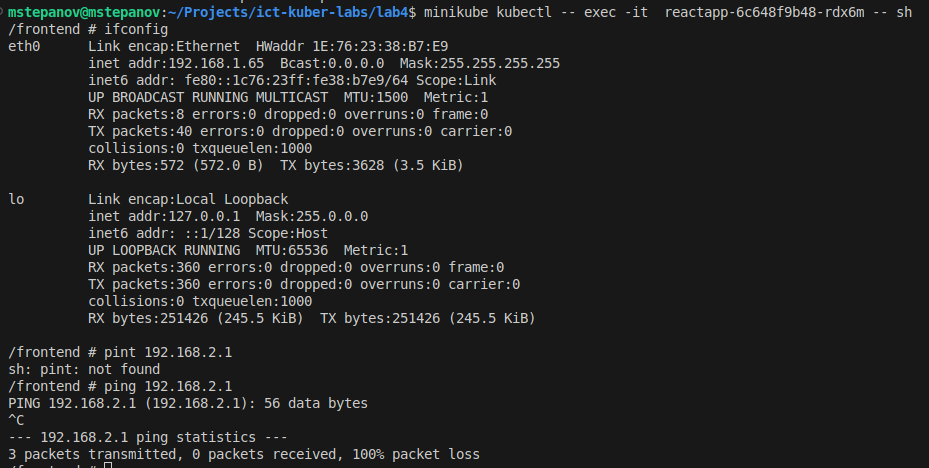 mstepanov@mstepanov:~/Projects/ict-kuber-labs/lab4$ minikube kubectl -- exec -it  reactapp-6c648f9b48-rdx6m -- sh
/frontend # ifconfig
eth0      Link encap:Ethernet  HWaddr 1E:76:23:38:B7:E9
          inet addr:192.168.1.65  Bcast:0.0.0.0  Mask:255.255.255.255
          inet6 addr: fe80::1c76:23ff:fe38:b7e9/64 Scope:Link
          UP BROADCAST RUNNING MULTICAST  MTU:1500  Metric:1
          RX packets:8 errors:0 dropped:0 overruns:0 frame:0
          TX packets:40 errors:0 dropped:0 overruns:0 carrier:0
          collisions:0 txqueuelen:1000
          RX bytes:572 (572.0 B)  TX bytes:3628 (3.5 KiB)

lo        Link encap:Local Loopback
          inet addr:127.0.0.1  Mask:255.0.0.0
          inet6 addr: ::1/128 Scope:Host
          UP LOOPBACK RUNNING  MTU:65536  Metric:1
          RX packets:360 errors:0 dropped:0 overruns:0 frame:0
          TX packets:360 errors:0 dropped:0 overruns:0 carrier:0
          collisions:0 txqueuelen:1000
          RX bytes:251426 (245.5 KiB)  TX bytes:251426 (245.5 KiB)

/frontend # pint 192.168.2.1
sh: pint: not found
/frontend # ping 192.168.2.1
PING 192.168.2.1 (192.168.2.1): 56 data bytes
^C
--- 192.168.2.1 ping statistics ---
3 packets transmitted, 0 packets received, 100% packet loss
/frontend #